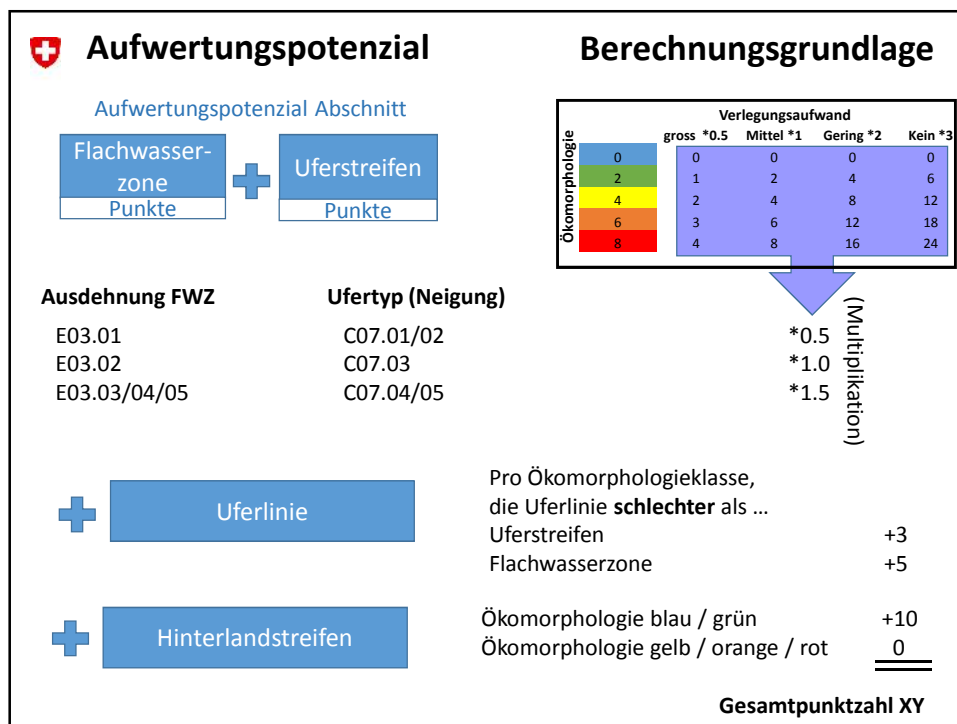 Aufwertungspotenzial
Aufwertungspotenzial Abschnitt
Flachwasser-
zone
Punkte
Uferstreifen
Punkte
Berechnungsgrundlage
Verlegungsaufwand
gross *0.5 Mittel *1 Gering *2 Kein *3
Ökomorphologie
0 0 0 0 0
2 1 2 4 6
4 2 4 8 12
6 3 6 12 18
8 4 8 16 24
Ausdehnung FWZ Ufertyp (Neigung)
E03.01 C07.01/02 *0.5
E03.02 C07.03 *1.0
E03.03/04/05 C07.04/05 *1.5
(Multiplikation)
Uferlinie
Pro Ökomorphologieklasse,
die Uferlinie schlechter als …
Uferstreifen +3
Flachwasserzone +5
Hinterlandstreifen
Ökomorphologie blau / grün +10
Ökomorphologie gelb / orange / rot 0
Gesamtpunktzahl XY